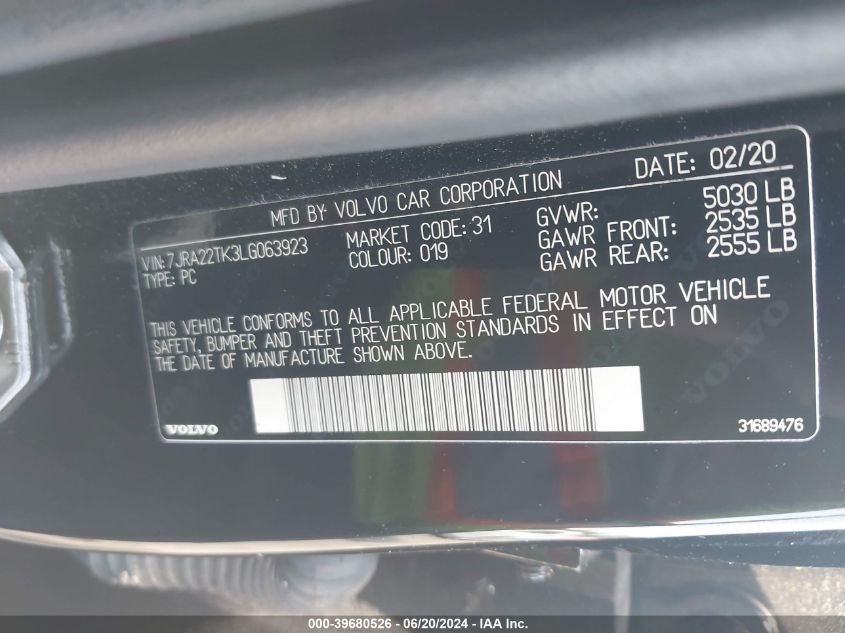 MFD BY VOLVO CAR CORPORATION DATE: 02/20
VIN: 7JRA22TK3LG063923 MARKET CODE: 31 GVWR: 5030 LB
TYPE: PC COLOUR: 019 GAWR FRONT: 2535 LB
GAWR REAR: 2555 LB
THIS VEHICLE CONFORMS TO ALL APPLICABLE FEDERAL MOTOR VEHICLE
SAFETY, BUMPER AND THEFT PREVENTION STANDARDS IN EFFECT ON
THE DATE OF MANUFACTURE SHOWN ABOVE.
VOLVO 31689476
000-39680526 - 06/20/2024 - IAA Inc.